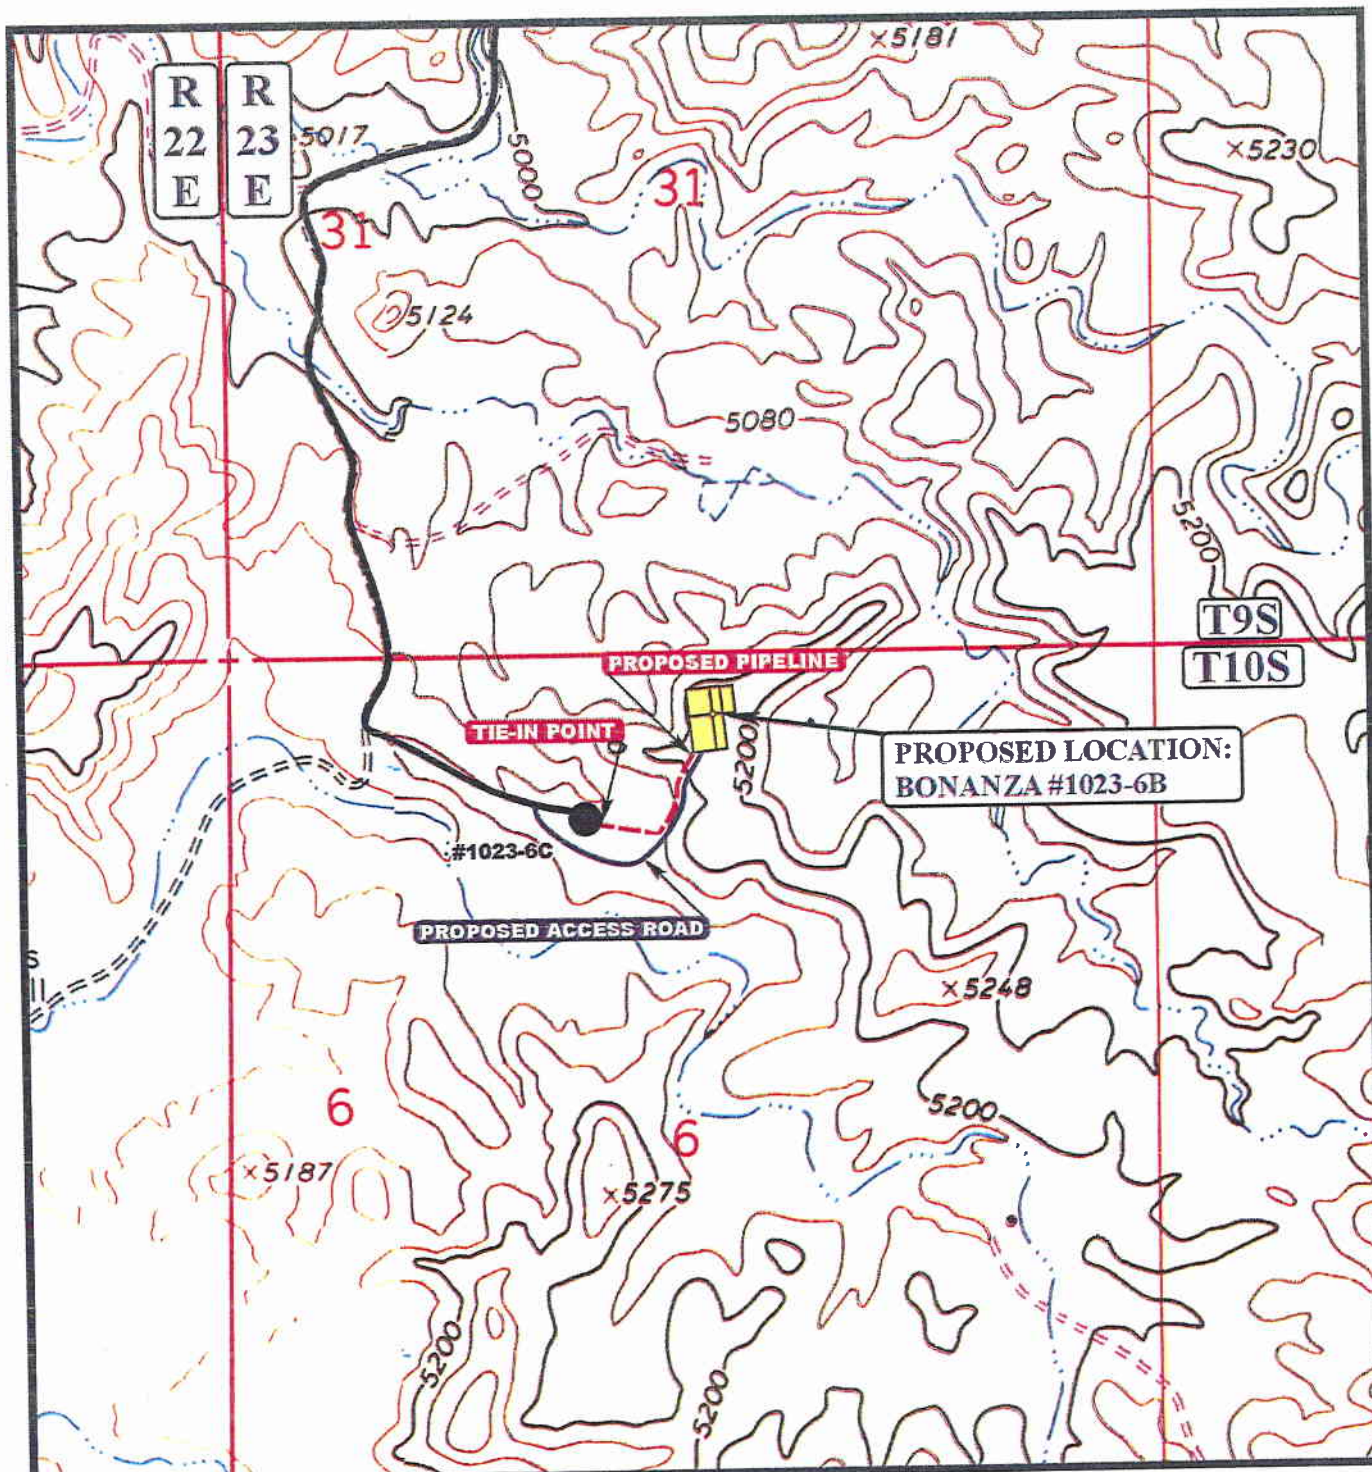 ×5181
R
22
E
R
23
E
5017
5000
×5230
31
31
5124
5080
5200
T9S
T10S
PROPOSED PIPELINE
TIE-IN POINT
5200
PROPOSED LOCATION:
BONANZA #1023-6B
#1023-6C
PROPOSED ACCESS ROAD
S
×5248
6
5200
6
×5187
×5275
5200
5200